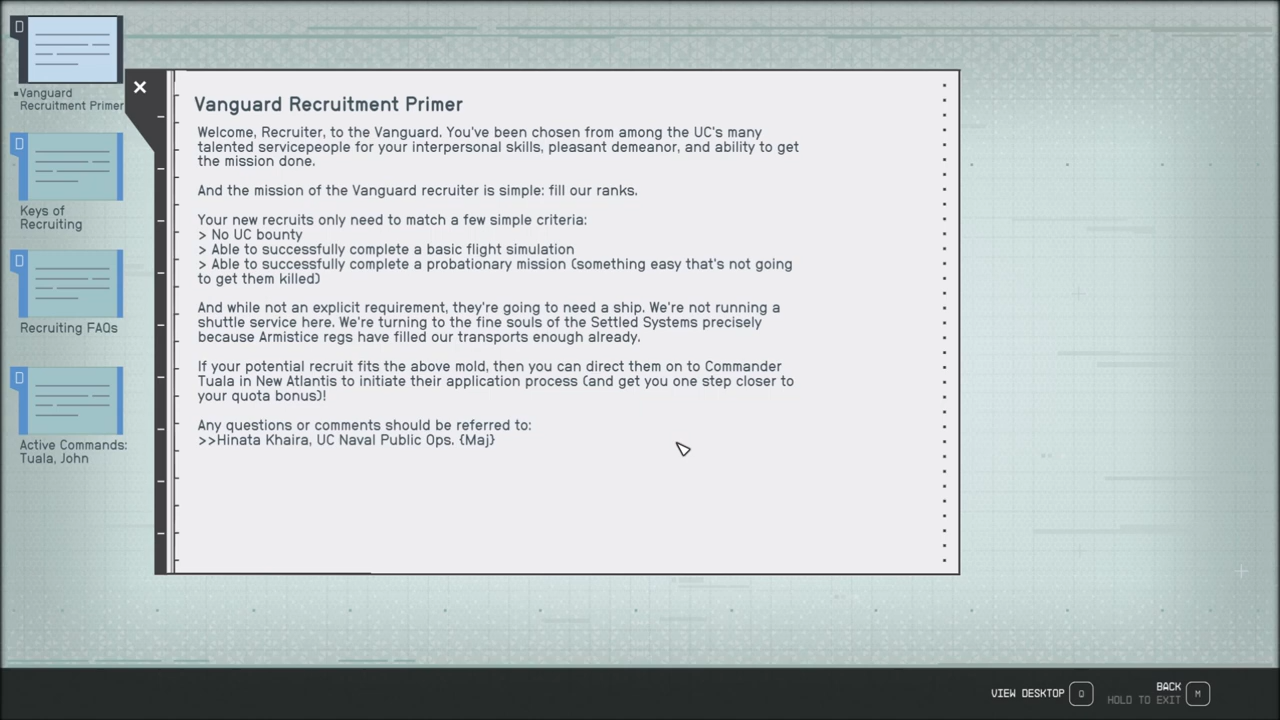 D
▪Vanguard
Recruitment Primer
D
Keys of
Recruiting
D
Recruiting FAQs
D
Active Commands:
Tuala, John
×
Vanguard Recruitment Primer
Welcome, Recruiter, to the Vanguard. You've been chosen from among the UC's many
talented servicepeople for your interpersonal skills, pleasant demeanor, and ability to get
the mission done.
And the mission of the Vanguard recruiter is simple: fill our ranks.
Your new recruits only need to match a few simple criteria:
> No UC bounty
> Able to successfully complete a basic flight simulation
> Able to successfully complete a probationary mission (something easy that's not going
to get them killed)
And while not an explicit requirement, they're going to need a ship. We're not running a
shuttle service here. We're turning to the fine souls of the Settled Systems precisely
because Armistice regs have filled our transports enough already.
If your potential recruit fits the above mold, then you can direct them on to Commander
Tuala in New Atlantis to initiate their application process (and get you one step closer to
your quota bonus)!
Any questions or comments should be referred to:
>>Hinata Khaira, UC Naval Public Ops. {Maj}
VIEW DESKTOP Q
BACK
HOLD TO EXIT M